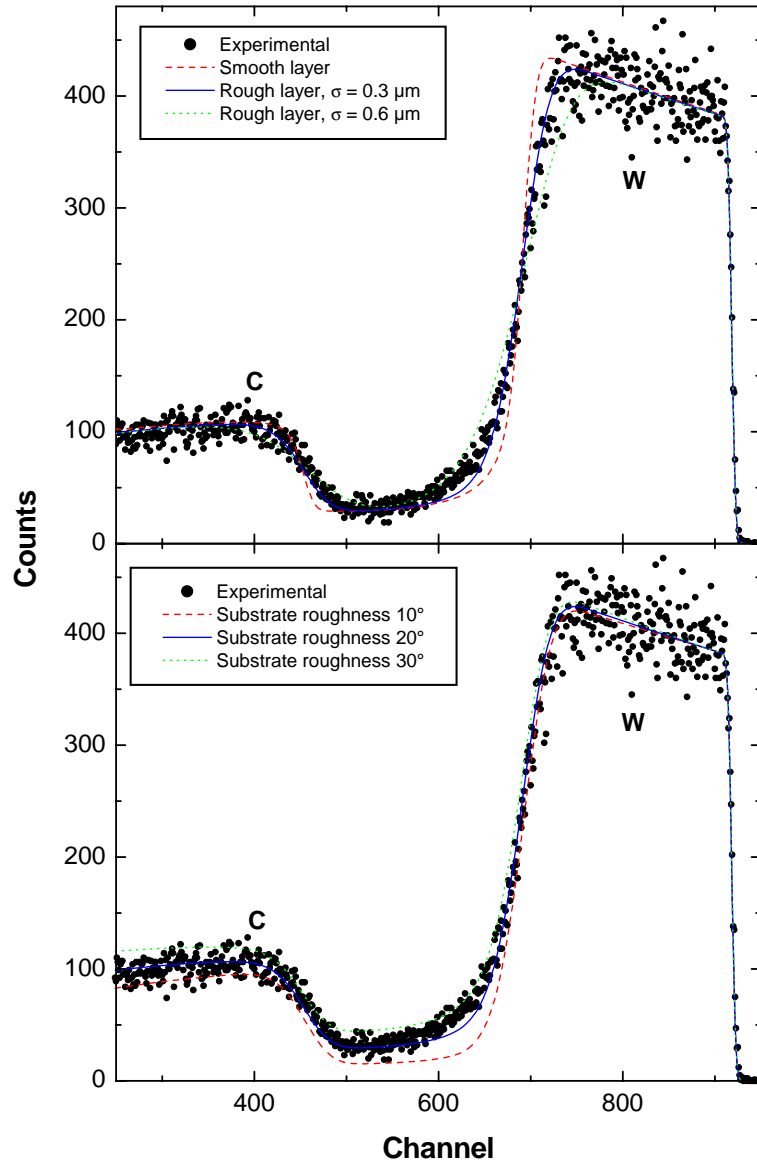 400
300
200
100
0
Experimental
Smooth layer
Rough layer, σ = 0.3 μm
Rough layer, σ = 0.6 μm
W
C
Counts
400
300
200
100
0
Experimental
Substrate roughness 10°
Substrate roughness 20°
Substrate roughness 30°
W
C
400 600 800
Channel